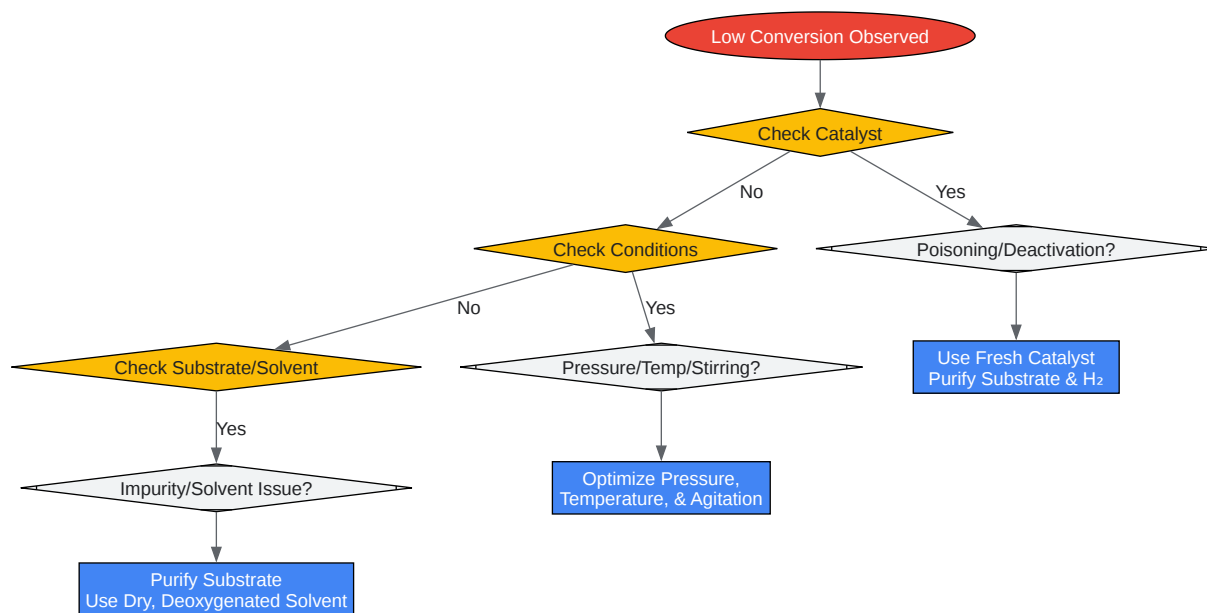 Low Conversion Observed
Check Catalyst
No
Yes
Check Conditions
Poisoning/Deactivation?
No
Yes
Check Substrate/Solvent
Pressure/Temp/Stirring?
Use Fresh Catalyst
Purify Substrate & H₂
Yes
Impurity/Solvent Issue?
Optimize Pressure,
Temperature, & Agitation
Purify Substrate
Use Dry, Deoxygenated Solvent